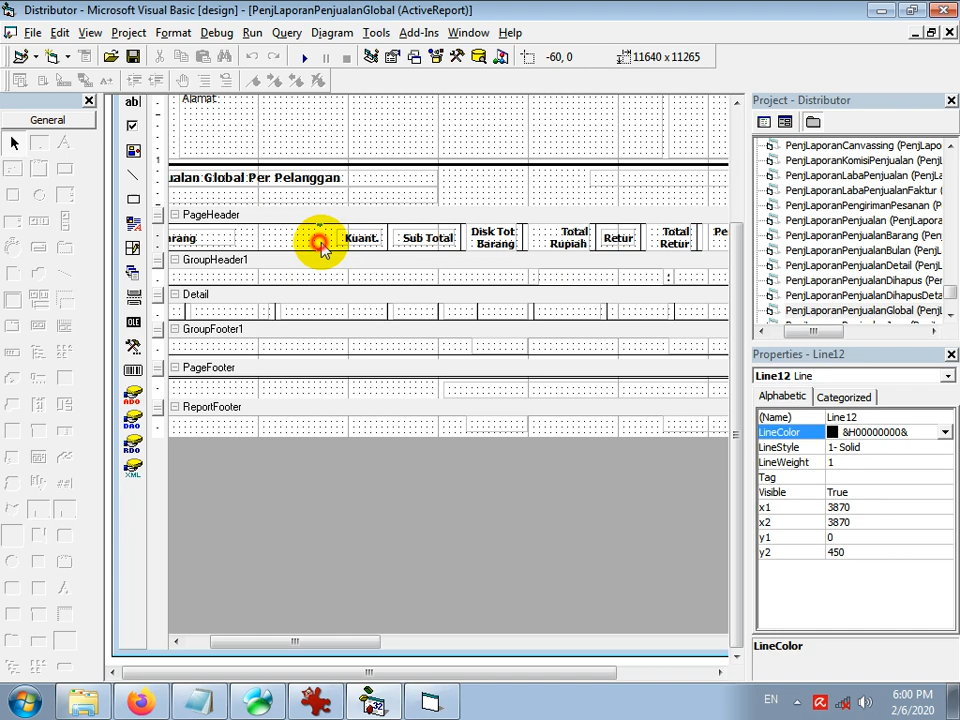 Distributor - Microsoft Visual Basic [design] - [PenjLaporanPenjualanGlobal (ActiveReport)]
File Edit View Project Format Debug Run Query Diagram Tools Add-Ins Window Help
-60, 0
11640 x 11265
General
Alamat
ualan Global Per Pelanggan
PageHeader
arang
Kuant.
Sub Total
Disk Tot Barang
Total Rupiah
Retur
Total Retur
Pe
GroupHeader1
:
Detail
GroupFooter1
PageFooter
ReportFooter
ab|
OLE
ADO
DAO
RDO
XML
Project - Distributor
PenjLaporanCanvassing (PenjLapo
PenjLaporanKomisiPenjualan (PenjL
PenjLaporanLabaPenjualan (PenjLa
PenjLaporanLabaPenjualanFaktur (
PenjLaporanPengirimanPesanan (P
PenjLaporanPenjualan (PenjLapora
PenjLaporanPenjualanBarang (Penj
PenjLaporanPenjualanBulan (PenjL
PenjLaporanPenjualanDetail (PenjL
PenjLaporanPenjualanDihapus (Pen
PenjLaporanPenjualanDihapusDeta
PenjLaporanPenjualanGlobal (PenjL
Properties - Line12
Line12 Line
Alphabetic Categorized
(Name) Line12
LineColor &H00000000&
LineStyle 1- Solid
LineWeight 1
Tag
Visible True
x1 3870
x2 3870
y1 0
y2 450
LineColor
EN
6:00 PM
2/6/2020